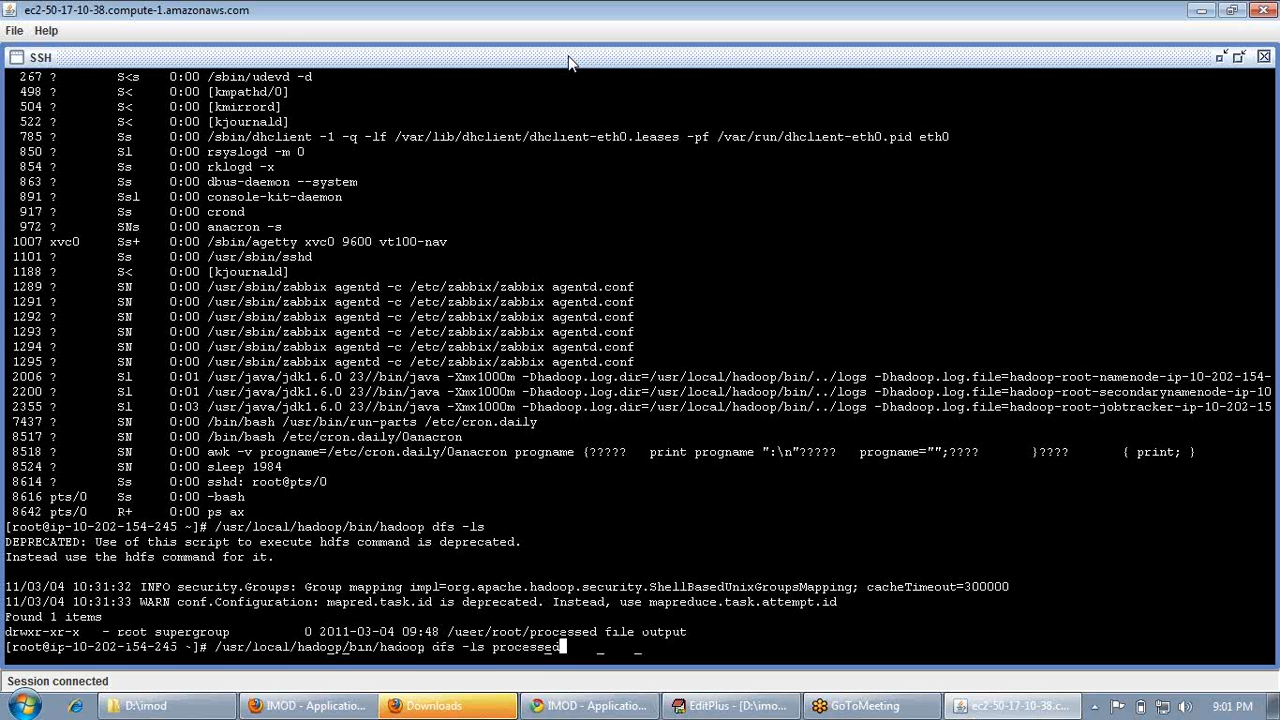 ec2-50-17-10-38.compute-1.amazonaws.com
File Help
SSH
267 ? S<s 0:00 /sbin/udevd -d
498 ? S< 0:00 [kmpathd/0]
504 ? S< 0:00 [kmirrord]
522 ? S< 0:00 [kjournald]
785 ? Ss 0:00 /sbin/dhclient -1 -q -lf /var/lib/dhclient/dhclient-eth0.leases -pf /var/run/dhclient-eth0.pid eth0
850 ? Sl 0:00 rsyslogd -m 0
854 ? Ss 0:00 rklogd -x
863 ? Ss 0:00 dbus-daemon --system
891 ? Ssl 0:00 console-kit-daemon
917 ? Ss 0:00 crond
972 ? SNs 0:00 anacron -s
1007 xvc0 Ss+ 0:00 /sbin/agetty xvc0 9600 vt100-nav
1101 ? Ss 0:00 /usr/sbin/sshd
1188 ? S< 0:00 [kjournald]
1289 ? SN 0:00 /usr/sbin/zabbix agentd -c /etc/zabbix/zabbix agentd.conf
1291 ? SN 0:00 /usr/sbin/zabbix agentd -c /etc/zabbix/zabbix agentd.conf
1292 ? SN 0:00 /usr/sbin/zabbix agentd -c /etc/zabbix/zabbix agentd.conf
1293 ? SN 0:00 /usr/sbin/zabbix agentd -c /etc/zabbix/zabbix agentd.conf
1294 ? SN 0:00 /usr/sbin/zabbix agentd -c /etc/zabbix/zabbix agentd.conf
1295 ? SN 0:00 /usr/sbin/zabbix agentd -c /etc/zabbix/zabbix agentd.conf
2006 ? Sl 0:01 /usr/java/jdk1.6.0 23//bin/java -Xmx1000m -Dhadoop.log.dir=/usr/local/hadoop/bin/../logs -Dhadoop.log.file=hadoop-root-namenode-ip-10-202-154-
2200 ? Sl 0:01 /usr/java/jdk1.6.0 23//bin/java -Xmx1000m -Dhadoop.log.dir=/usr/local/hadoop/bin/../logs -Dhadoop.log.file=hadoop-root-secondarynamenode-ip-10
2355 ? Sl 0:03 /usr/java/jdk1.6.0 23//bin/java -Xmx1000m -Dhadoop.log.dir=/usr/local/hadoop/bin/../logs -Dhadoop.log.file=hadoop-root-jobtracker-ip-10-202-15
7437 ? SN 0:00 /bin/bash /usr/bin/run-parts /etc/cron.daily
8517 ? SN 0:00 /bin/bash /etc/cron.daily/0anacron
8518 ? SN 0:00 awk -v progname=/etc/cron.daily/0anacron progname {????? print progname ":\n"????? progname="";???? }???? { print; }
8524 ? SN 0:00 sleep 1984
8614 ? Ss 0:00 sshd: root@pts/0
8616 pts/0 Ss 0:00 -bash
8642 pts/0 R+ 0:00 ps ax
[root@ip-10-202-154-245 ~]# /usr/local/hadoop/bin/hadoop dfs -ls
DEPRECATED: Use of this script to execute hdfs command is deprecated.
Instead use the hdfs command for it.
11/03/04 10:31:32 INFO security.Groups: Group mapping impl=org.apache.hadoop.security.ShellBasedUnixGroupsMapping; cacheTimeout=300000
11/03/04 10:31:33 WARN conf.Configuration: mapred.task.id is deprecated. Instead, use mapreduce.task.attempt.id
Found 1 items
drwxr-xr-x - root supergroup 0 2011-03-04 09:48 /user/root/processed file output
[root@ip-10-202-154-245 ~]# /usr/local/hadoop/bin/hadoop dfs -ls processed
Session connected
D:\imod
IMOD - Applicatio...
Downloads
IMOD - Applicatio...
EditPlus - [D:\imo...
GoToMeeting
ec2-50-17-10-38.c...
9:01 PM